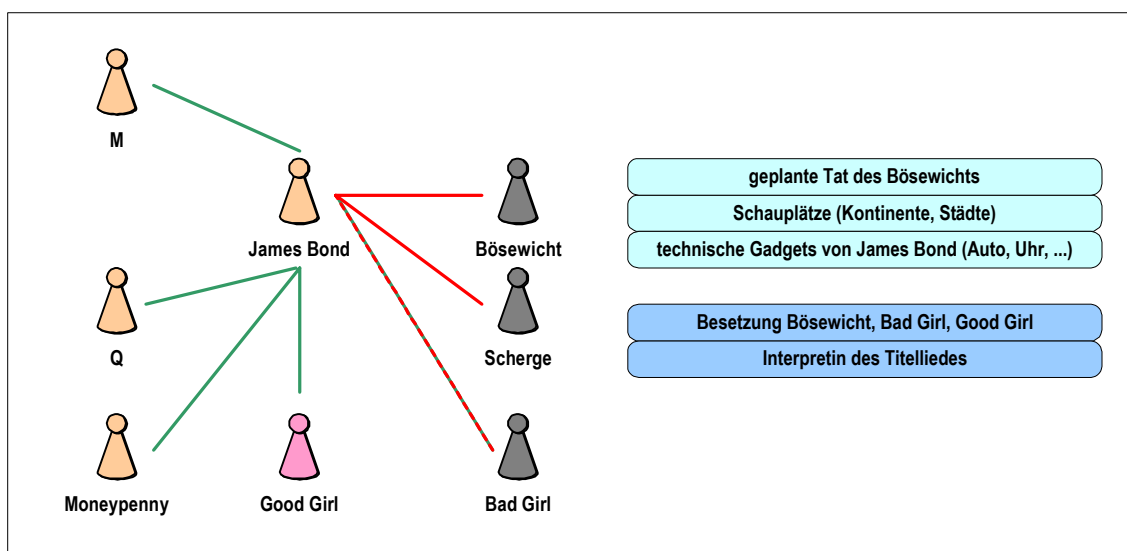 M
James Bond
Bösewicht
Q
Scherge
Moneypenny
Good Girl
Bad Girl
geplante Tat des Bösewichts
Schauplätze (Kontinente, Städte)
technische Gadgets von James Bond (Auto, Uhr, ...)
Besetzung Bösewicht, Bad Girl, Good Girl
Interpretin des Titelliedes